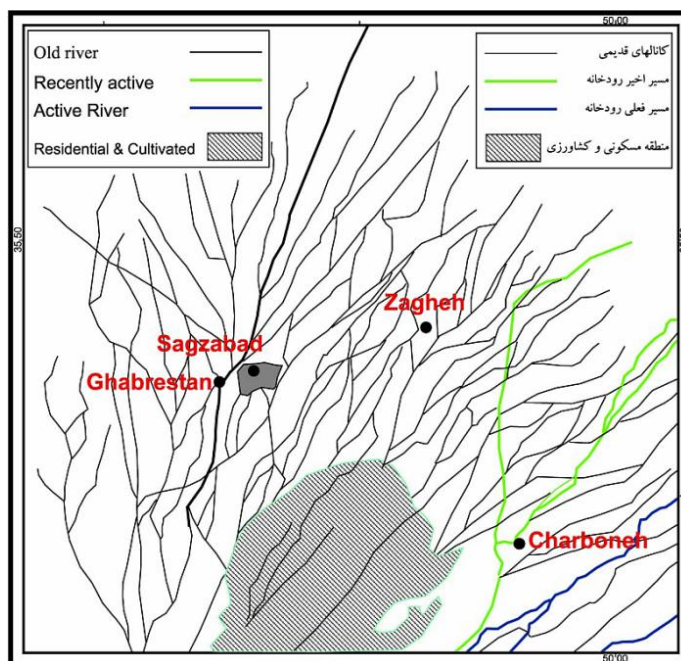 50'00
Old river
Recently active
Active River
Residential & Cultivated
کانالهای قدیمی
مسیر اخیر رودخانه
مسیر فعلی رودخانه
منطقه مسکونی و کشاورزی
35.50
Zagheh
Sagzabad
Ghabrestan
Charboneh
50'00